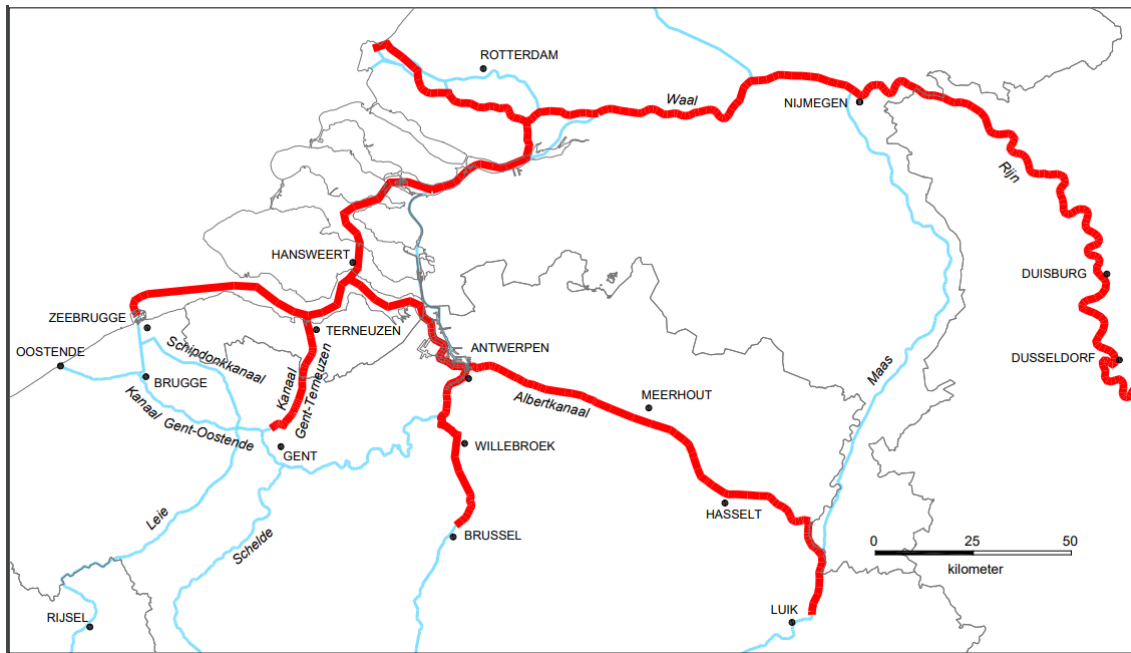 ROTTERDAM
Waal
NIJMEGEN
Rijn
HANSWEERT
DUISBURG
ZEEBRUGGE
TERNEUZEN
OOSTENDE
Schipdonkkanaal
Kanaal
Gent-Terneuzen
ANTWERPEN
DUSSELDORF
BRUGGE
Maas
Albertkanaal
MEERHOUT
Kanaal Gent-Oostende
GENT
WILLEBROEK
HASSELT
Leie
Schelde
BRUSSEL
0 25 50
kilometer
RIJSEL
LUIK